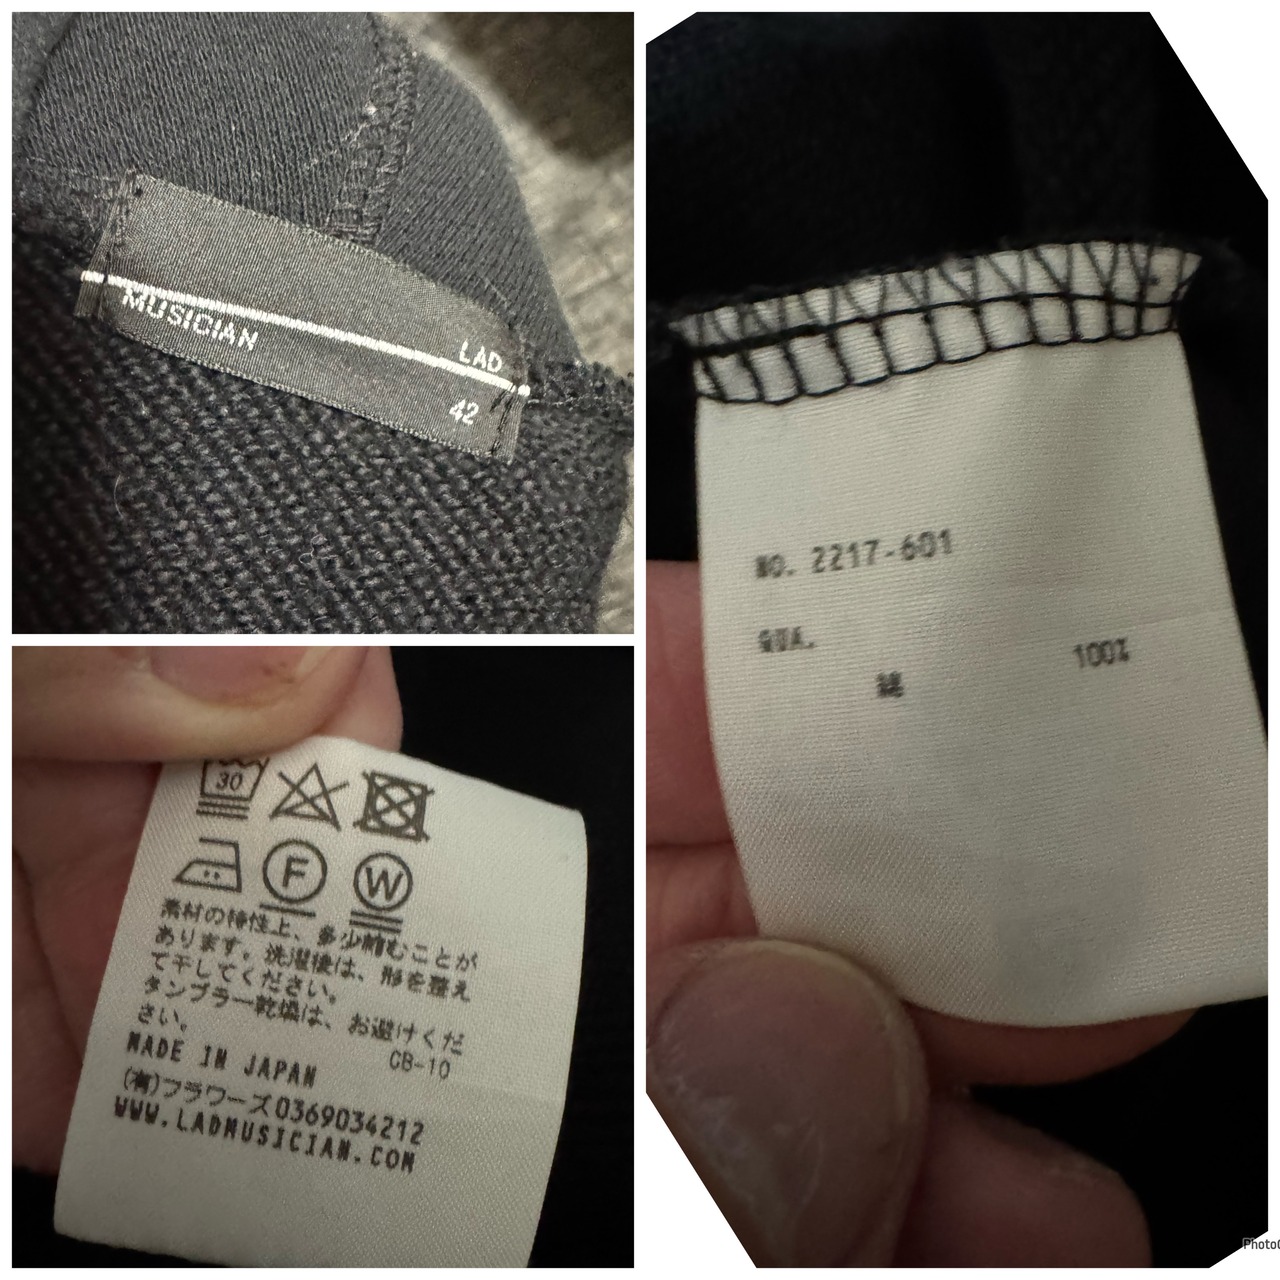 MUSICIAN
LAD
42
NO. 2217-601
QUA.
綿 100%
30
F W
素材の特性上、多少縮むことが
あります。洗濯後は、形を整え
て干してください。
タンブラー乾燥は、お避けくだ
さい。
CB-10
MADE IN JAPAN
(有)フラワーズ0369034212
WWW.LADMUSICIAN.COM